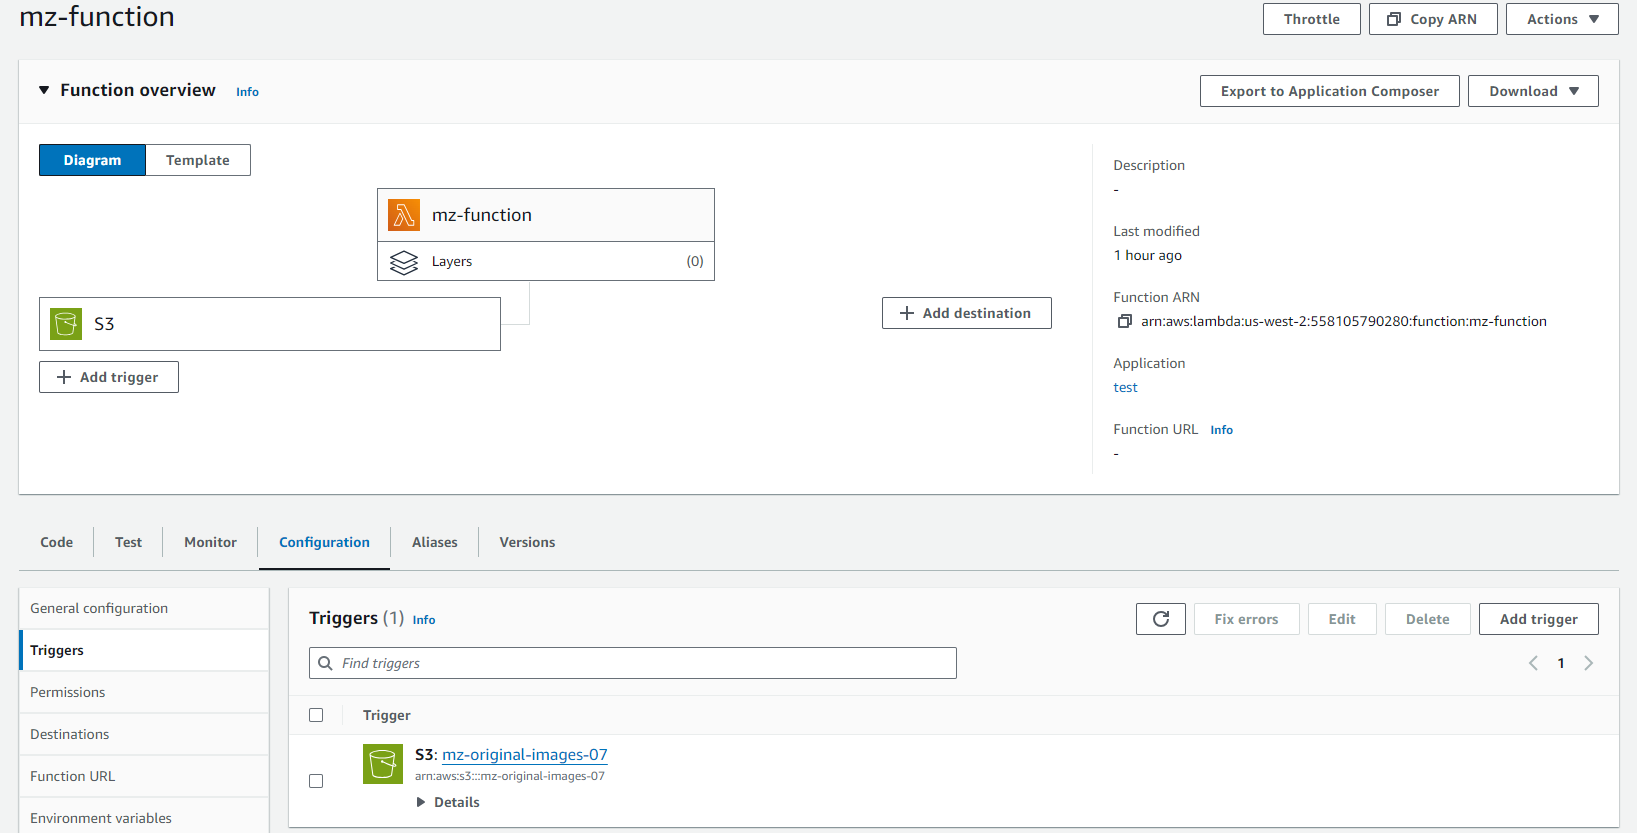 mz-function
Throttle
Copy ARN
Actions
Function overview Info
Export to Application Composer
Download
Diagram
Template
mz-function
Layers (0)
S3
Add trigger
Add destination
Description
-
Last modified
1 hour ago
Function ARN
arn:aws:lambda:us-west-2:558105790280:function:mz-function
Application
test
Function URL Info
-
Code
Test
Monitor
Configuration
Aliases
Versions
General configuration
Triggers
Permissions
Destinations
Function URL
Environment variables
Triggers (1) Info
Fix errors
Edit
Delete
Add trigger
Find triggers
1
Trigger
S3: mz-original-images-07
arn:aws:s3:::mz-original-images-07
Details